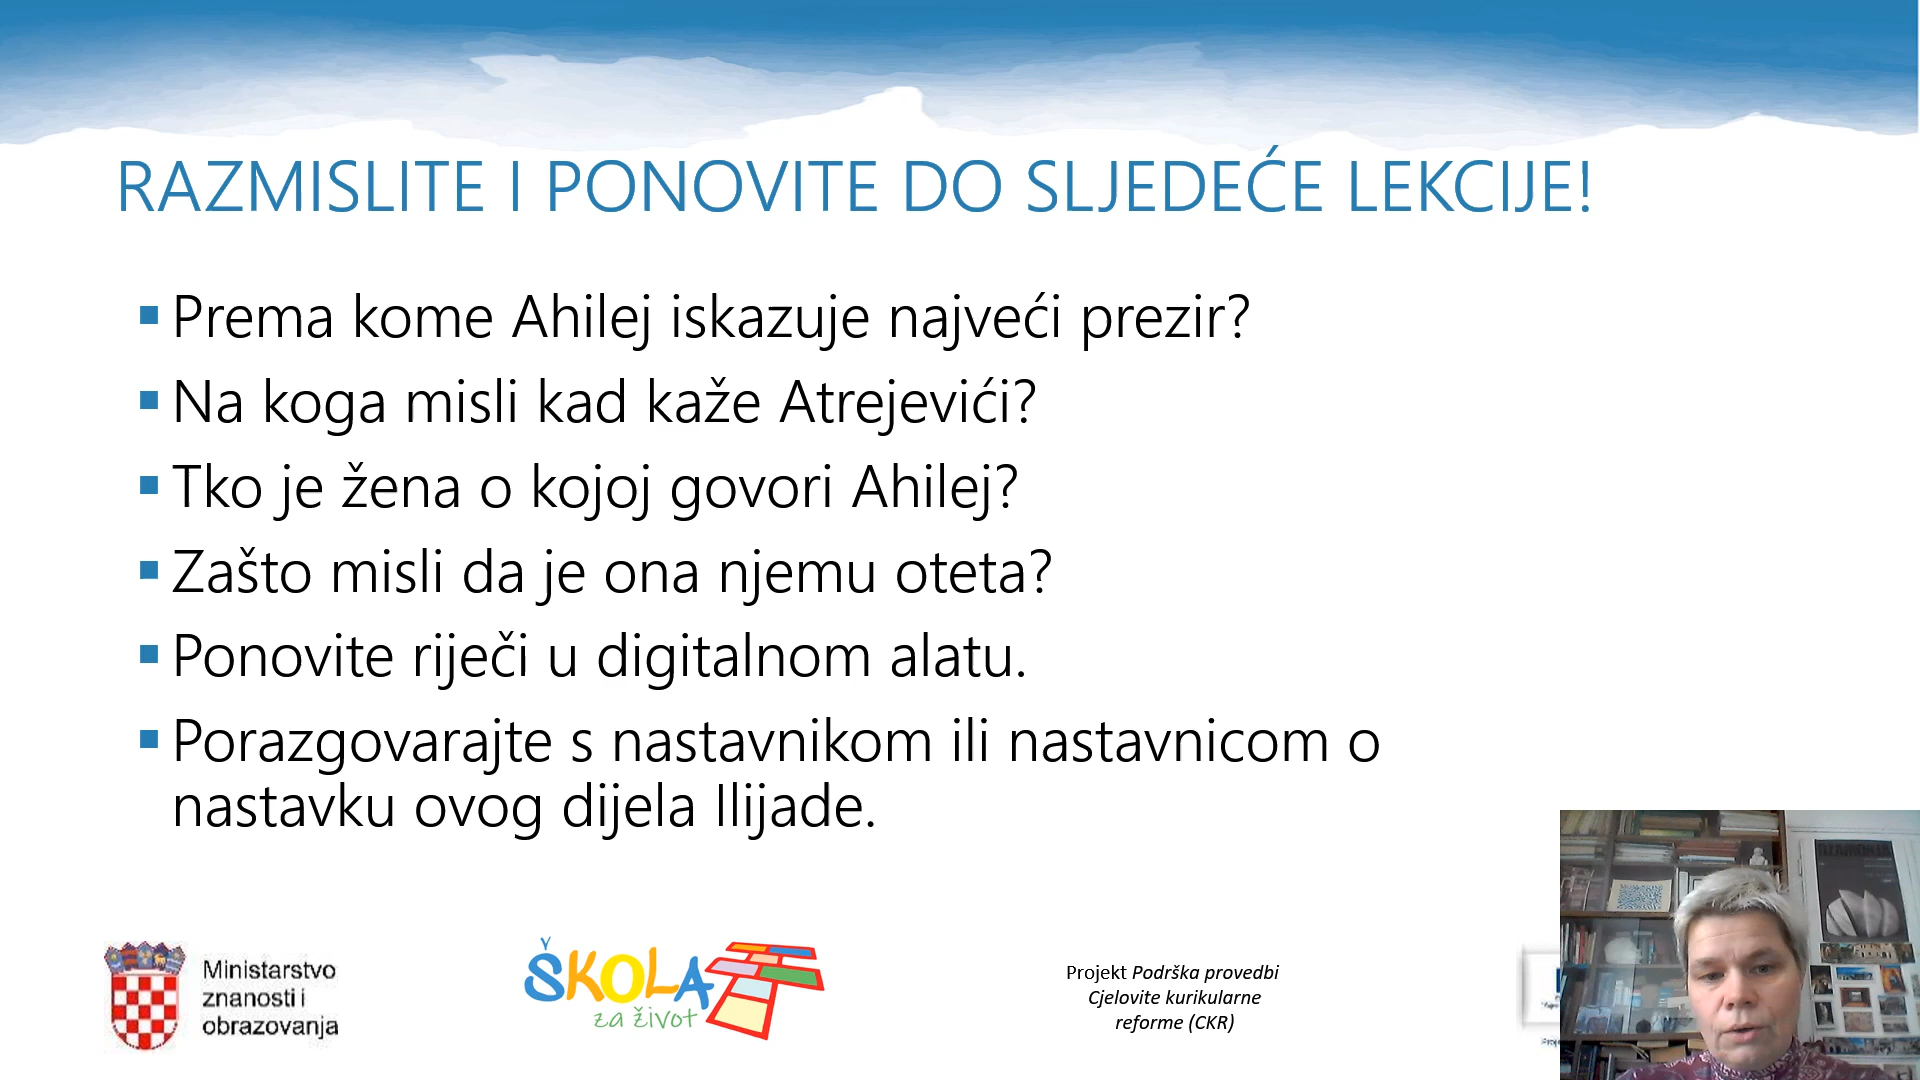 RAZMISLITE I PONOVITE DO SLJEDEĆE LEKCIJE!
Prema kome Ahilej iskazuje najveći prezir?
Na koga misli kad kaže Atrejevići?
Tko je žena o kojoj govori Ahilej?
Zašto misli da je ona njemu oteta?
Ponovite riječi u digitalnom alatu.
Porazgovarajte s nastavnikom ili nastavnicom o
nastavku ovog dijela Ilijade.
Ministarstvo
znanosti i
obrazovanja
ŠKOLA
za život
Projekt Podrška provedbi
Cjelovite kurikularne
reforme (CKR)